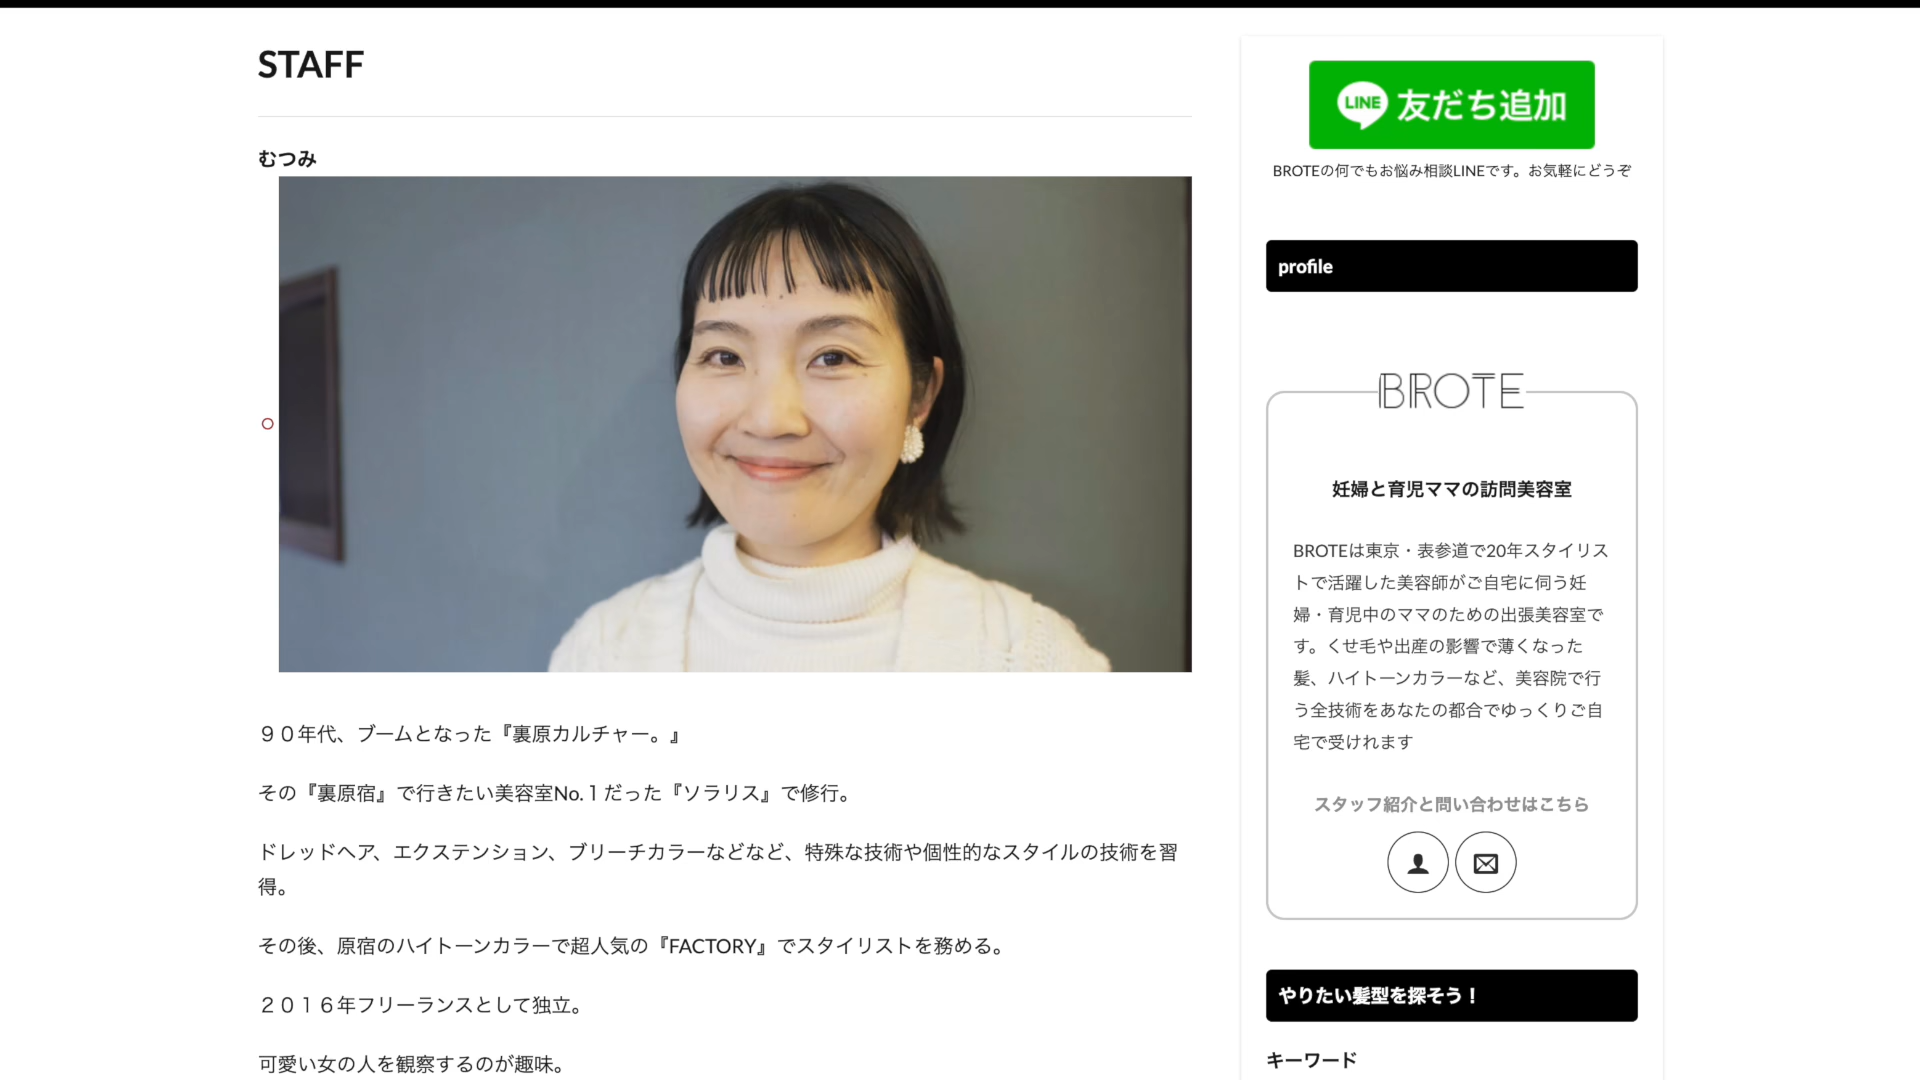 STAFF
むつみ
９０年代、ブームとなった『裏原カルチャー。』
その『裏原宿』で行きたい美容室No.１だった『ソラリス』で修行。
ドレッドヘア、エクステンション、ブリーチカラーなどなど、特殊な技術や個性的なスタイルの技術を習
得。
その後、原宿のハイトーンカラーで超人気の『FACTORY』でスタイリストを務める。
２０１６年フリーランスとして独立。
可愛い女の人を観察するのが趣味。
LINE 友だち追加
BROTEの何でもお悩み相談LINEです。お気軽にどうぞ
profile
BROTE
妊婦と育児ママの訪問美容室
BROTEは東京・表参道で20年スタイリス
トで活躍した美容師がご自宅に伺う妊
婦・育児中のママのための出張美容室で
す。くせ毛や出産の影響で薄くなった
髪、ハイトーンカラーなど、美容院で行
う全技術をあなたの都合でゆっくりご自
宅で受けれます
スタッフ紹介と問い合わせはこちら
やりたい髪型を探そう！
キーワード